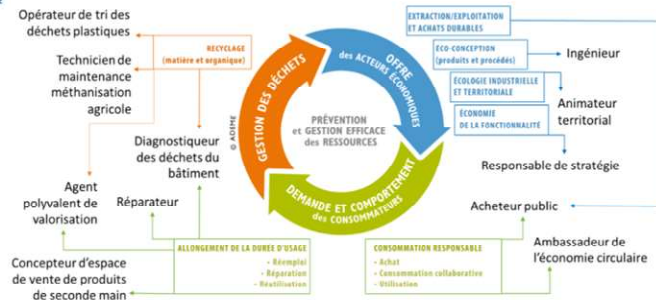 Opérateur de tri des
déchets plastiques
Technicien de
maintenance
méthanisation
agricole
RECYCLAGE
(matière et organique)
Diagnostiqueur
des déchets du
bâtiment
Agent
polyvalent de
valorisation
Réparateur
Concepteur d'espace
de vente de produits
de seconde main
ALLONGEMENT DE LA DURÉE D'USAGE
- Réemploi
- Réparation
- Réutilisation
© ADEME
GESTION DES DÉCHETS
OFFRE
des ACTEURS ÉCONOMIQUES
PRÉVENTION
et GESTION EFFICACE
des RESSOURCES
DEMANDE ET COMPORTEMENT
des CONSOMMATEURS
EXTRACTION/EXPLOITATION
ET ACHATS DURABLES
ÉCO-CONCEPTION
(produits et procédés)
Ingénieur
ÉCOLOGIE INDUSTRIELLE
ET TERRITORIALE
Animateur
territorial
ÉCONOMIE
DE LA FONCTIONNALITÉ
Responsable de stratégie
Acheteur public
CONSOMMATION RESPONSABLE
- Achat
- Consommation collaborative
- Utilisation
Ambassadeur de
l'économie circulaire